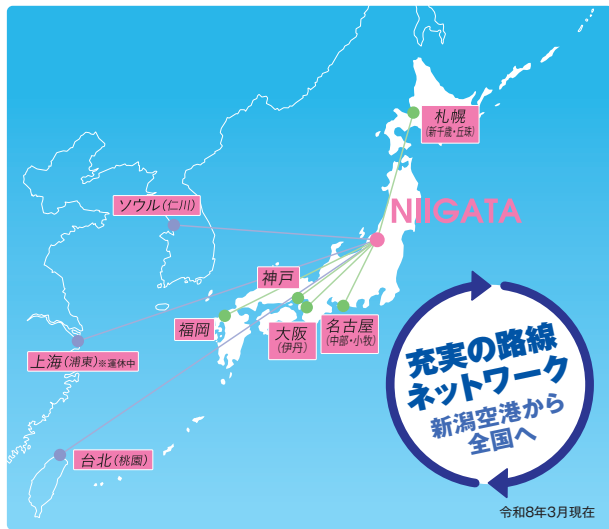 札幌
(新千歳・丘珠)
NIIGATA
ソウル(仁川)
神戸
福岡
大阪
(伊丹)
名古屋
(中部・小牧)
上海(浦東)※運休中
台北(桃園)
充実の路線
ネットワーク
新潟空港から
全国へ
令和8年3月現在